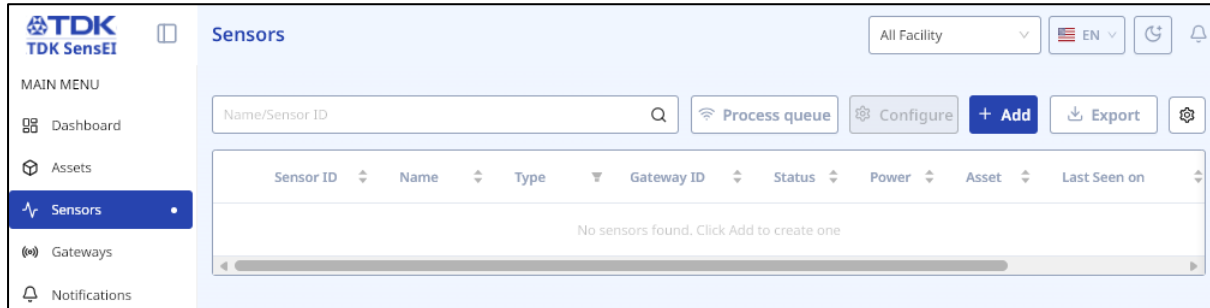 TDK
TDK SensEI
Sensors
All Facility
EN
MAIN MENU
Dashboard
Assets
Sensors
Gateways
Notifications
Name/Sensor ID
Process queue
Configure
+ Add
Export
Sensor ID Name Type Gateway ID Status Power Asset Last Seen on
No sensors found, Click Add to create one